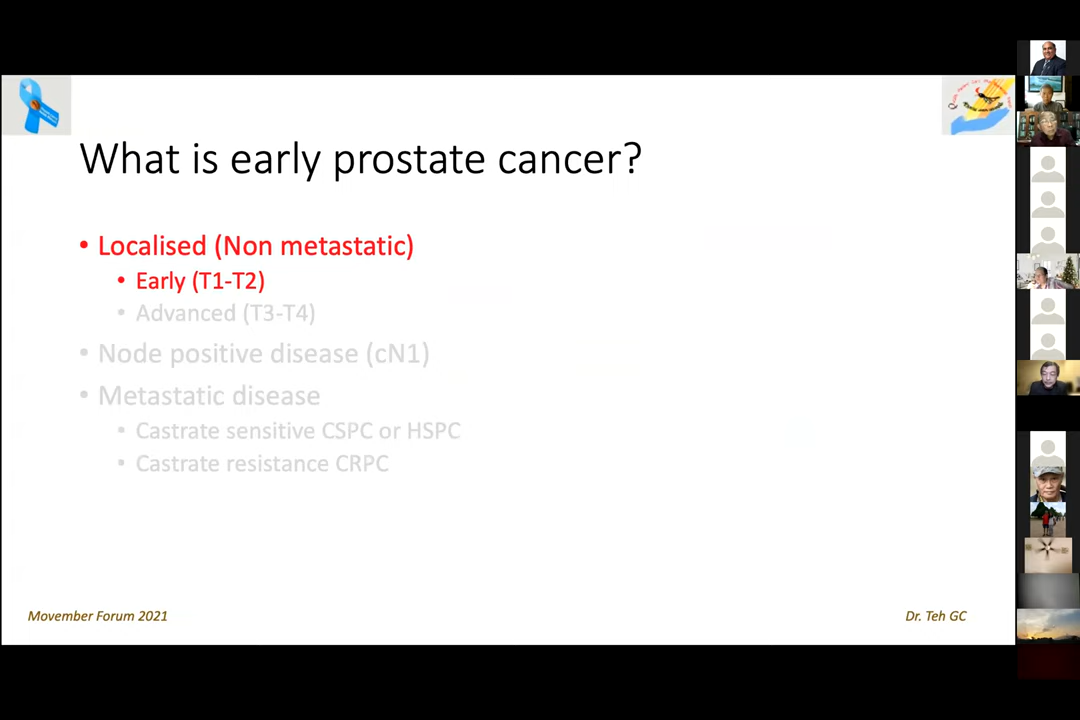 What is early prostate cancer?
• Localised (Non metastatic)
• Early (T1-T2)
• Advanced (T3-T4)
• Node positive disease (cN1)
• Metastatic disease
• Castrate sensitive CSPC or HSPC
• Castrate resistance CRPC
Movember Forum 2021
Dr. Teh GC